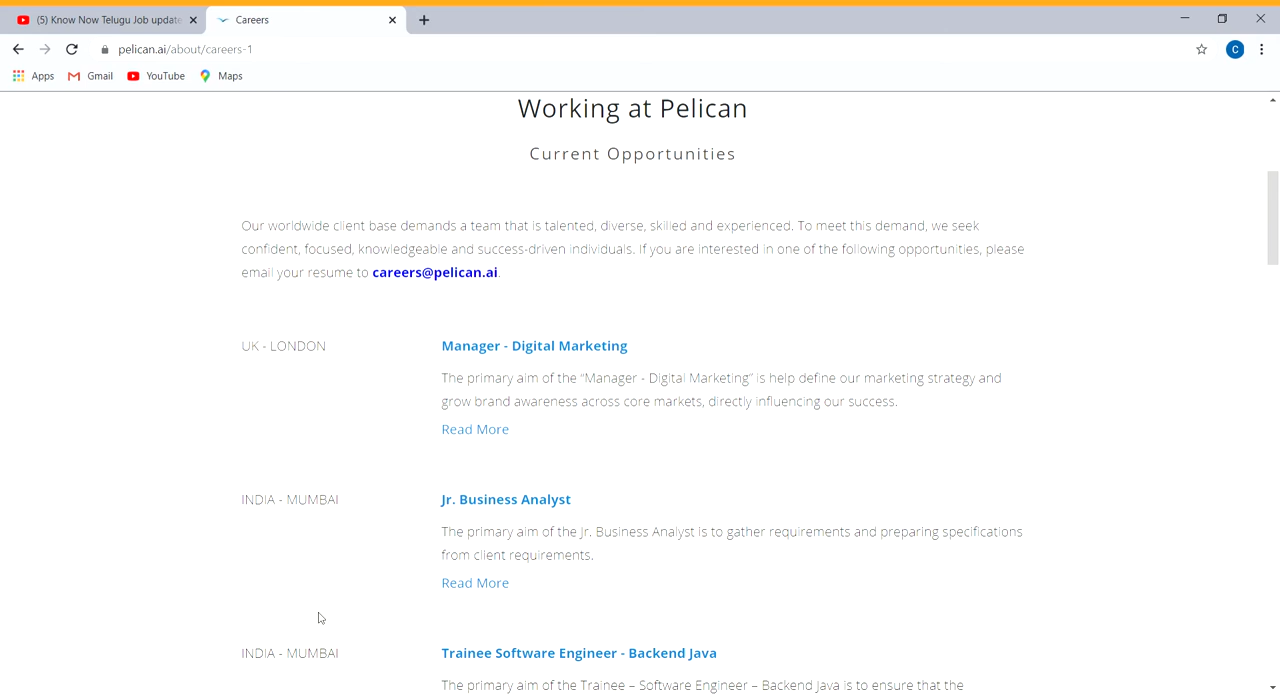 (5) Know Now Telugu Job update
Careers
pelican.ai/about/careers-1
C
Apps
Gmail
YouTube
Maps
Working at Pelican
Current Opportunities
Our worldwide client base demands a team that is talented, diverse, skilled and experienced. To meet this demand, we seek
confident, focused, knowledgeable and success-driven individuals. If you are interested in one of the following opportunities, please
email your resume to careers@pelican.ai.
UK - LONDON
Manager - Digital Marketing
The primary aim of the “Manager - Digital Marketing” is help define our marketing strategy and
grow brand awareness across core markets, directly influencing our success.
Read More
INDIA - MUMBAI
Jr. Business Analyst
The primary aim of the Jr. Business Analyst is to gather requirements and preparing specifications
from client requirements.
Read More
INDIA - MUMBAI
Trainee Software Engineer - Backend Java
The primary aim of the Trainee – Software Engineer – Backend Java is to ensure that the